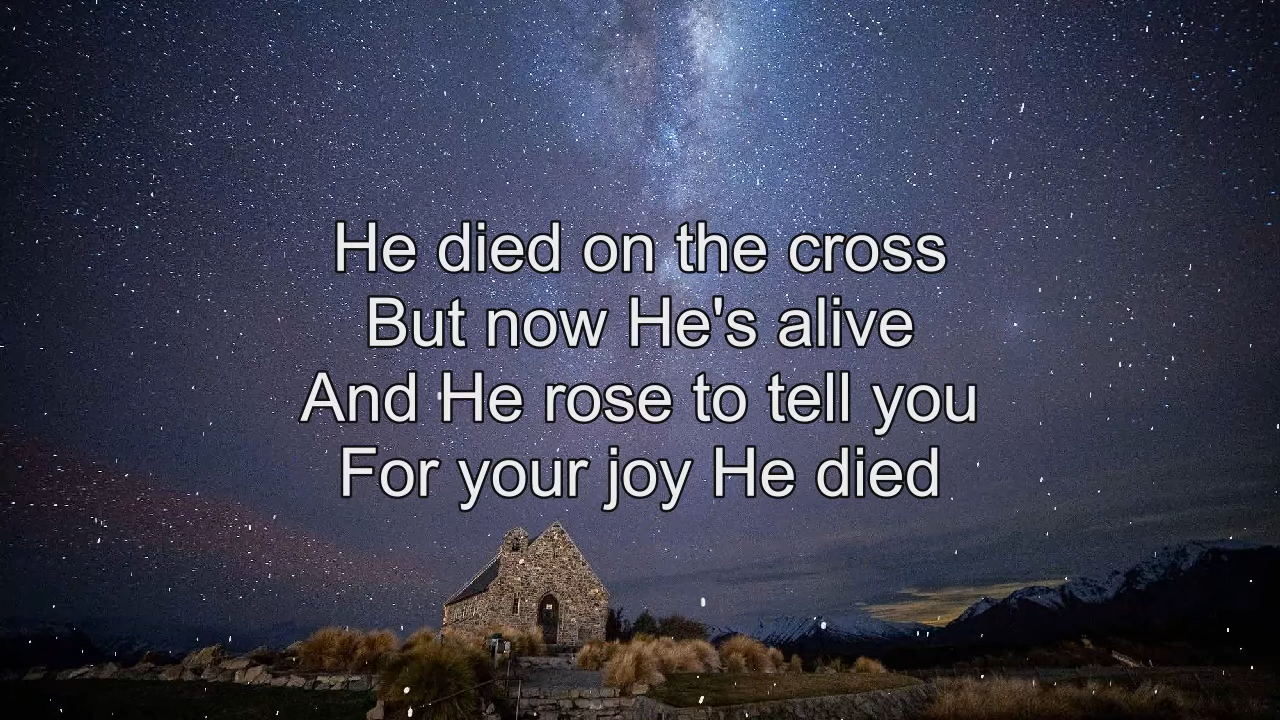 He died on the cross
But now He's alive
And He rose to tell you
For your joy He died